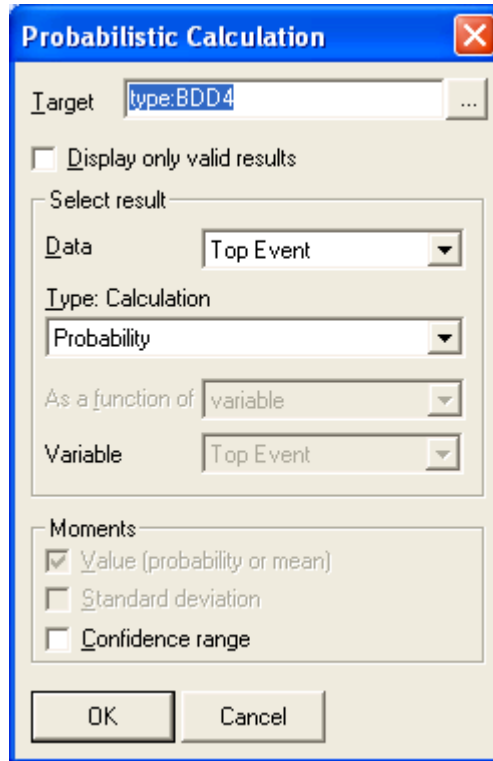 Probabilistic Calculation
Target type:BDD4 ...
Display only valid results
Select result
Data Top Event
Type: Calculation
Probability
As a function of variable
Variable Top Event
Moments
Value (probability or mean)
Standard deviation
Confidence range
OK Cancel